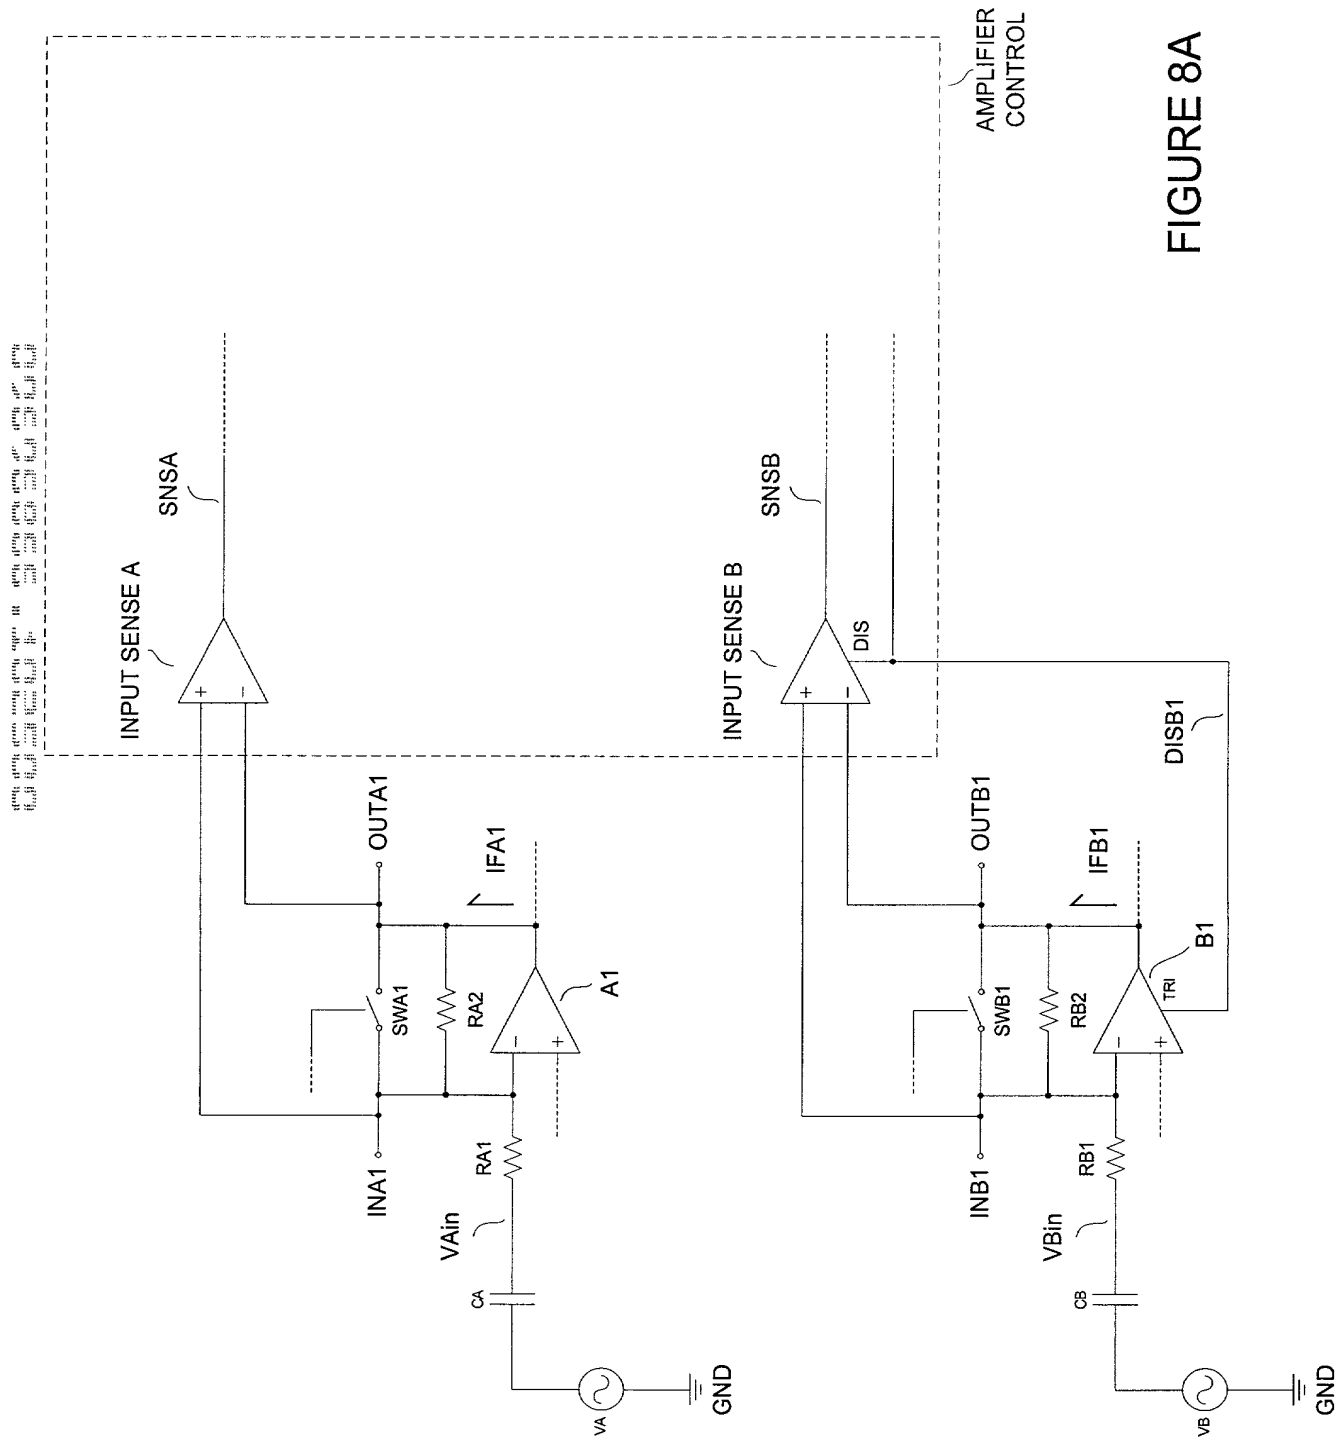 AMPLIFIER
CONTROL
FIGURE 8A
SNSA
INPUT SENSE A
+
−
OUTA1
IFA1
SWA1
RA2
A1
−
+
INA1
RA1
VAin
CA
VA
GND
SNSB
INPUT SENSE B
DIS
+
−
DISB1
OUTB1
IFB1
B1
SWB1
RB2
TRI
−
+
INB1
RB1
VBin
CB
VB
GND